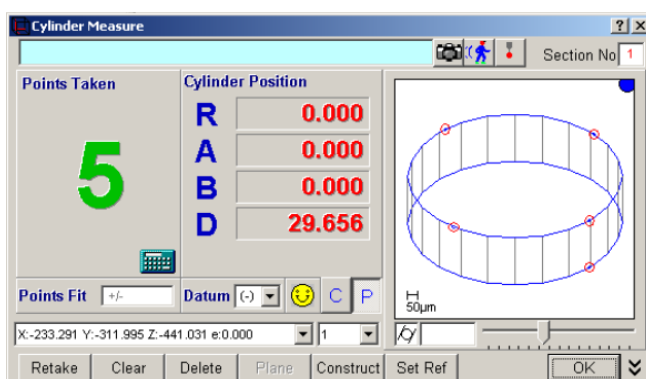 Cylinder Measure
Section No 1
Points Taken
5
Cylinder Position
R 0.000
A 0.000
B 0.000
D 29.656
50µm
Points Fit +/-
Datum (-) C P
X:-233.291 Y:-311.995 Z:-441.031 e:0.000 1
Retake Clear Delete Plane Construct Set Ref OK